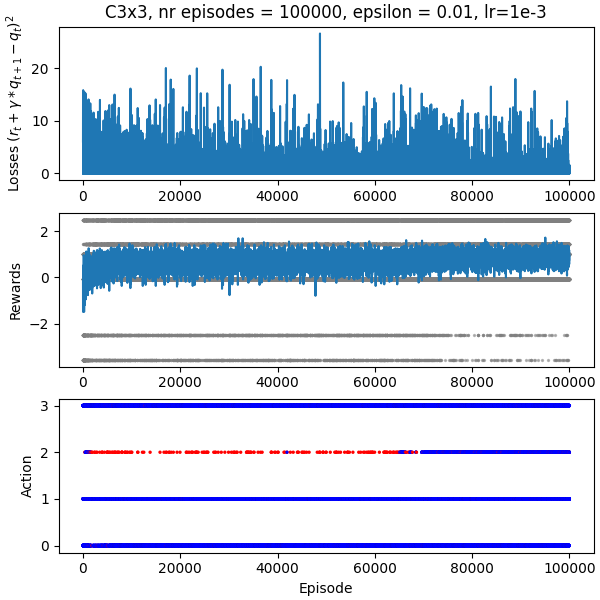 C3x3, nr episodes = 100000, epsilon = 0.01, lr=1e-3
Losses $(r_t + \gamma * q_{t+1} - q_t)^2$
20
10
0
0 20000 40000 60000 80000 100000
Rewards
2
0
−2
0 20000 40000 60000 80000 100000
Action
3
2
1
0
0 20000 40000 60000 80000 100000
Episode